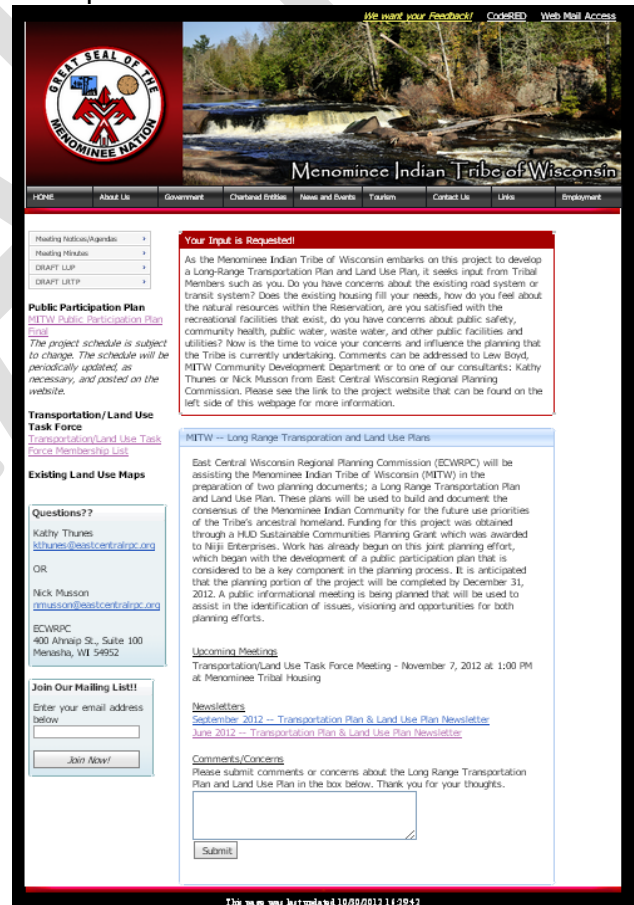 We want your Feedback! CodeRED Web Mail Access
GREAT SEAL OF THE
MENOMINEE NATION
Menominee Indian Tribe of Wisconsin
HOME About Us Government Chartered Entities News and Events Tourism Contact Us Links Employment
Meeting Notices/Agendas
Meeting Minutes
DRAFT LUP
DRAFT LRTP
Public Participation Plan
MITW Public Participation Plan
Final
The project schedule is subject
to change. The schedule will be
periodically updated, as
necessary, and posted on the
website.
Transportation/Land Use
Task Force
Transportation/Land Use Task
Force Membership List
Existing Land Use Maps
Questions??
Kathy Thunes
kthunes@eastcentralrpc.org
OR
Nick Musson
nmusson@eastcentralrpc.org
ECWRPC
400 Ahnaip St., Suite 100
Menasha, WI 54952
Join Our Mailing List!!
Enter your email address
below
Join Now!
Your Input is Requested!
As the Menominee Indian Tribe of Wisconsin embarks on this project to develop
a Long-Range Transportation Plan and Land Use Plan, it seeks input from Tribal
Members such as you. Do you have concerns about the existing road system or
transit system? Does the existing housing fill your needs, how do you feel about
the natural resources within the Reservation, are you satisfied with the
recreational facilities that exist, do you have concerns about public safety,
community health, public water, waste water, and other public facilities and
utilities? Now is the time to voice your concerns and influence the planning that
the Tribe is currently undertaking. Comments can be addressed to Lew Boyd,
MITW Community Development Department or to one of our consultants: Kathy
Thunes or Nick Musson from East Central Wisconsin Regional Planning
Commission. Please see the link to the project website that can be found on the
left side of this webpage for more information.
MITW -- Long Range Transporation and Land Use Plans
East Central Wisconsin Regional Planning Commission (ECWRPC) will be
assisting the Menominee Indian Tribe of Wisconsin (MITW) in the
preparation of two planning documents; a Long Range Transportation Plan
and Land Use Plan. These plans will be used to build and document the
consensus of the Menominee Indian Community for the future use priorities
of the Tribe's ancestral homeland. Funding for this project was obtained
through a HUD Sustainable Communities Planning Grant which was awarded
to Niijii Enterprises. Work has already begun on this joint planning effort,
which began with the development of a public participation plan that is
considered to be a key component in the planning process. It is anticipated
that the planning portion of the project will be completed by December 31,
2012. A public informational meeting is being planned that will be used to
assist in the identification of issues, visioning and opportunities for both
planning efforts.
Upcoming Meetings
Transportation/Land Use Task Force Meeting - November 7, 2012 at 1:00 PM
at Menominee Tribal Housing
Newsletters
September 2012 -- Transportation Plan & Land Use Plan Newsletter
June 2012 -- Transportation Plan & Land Use Plan Newsletter
Comments/Concerns
Please submit comments or concerns about the Long Range Transportation
Plan and Land Use Plan in the box below. Thank you for your thoughts.
Submit
This page was last updated 10/30/2012 16:29:42